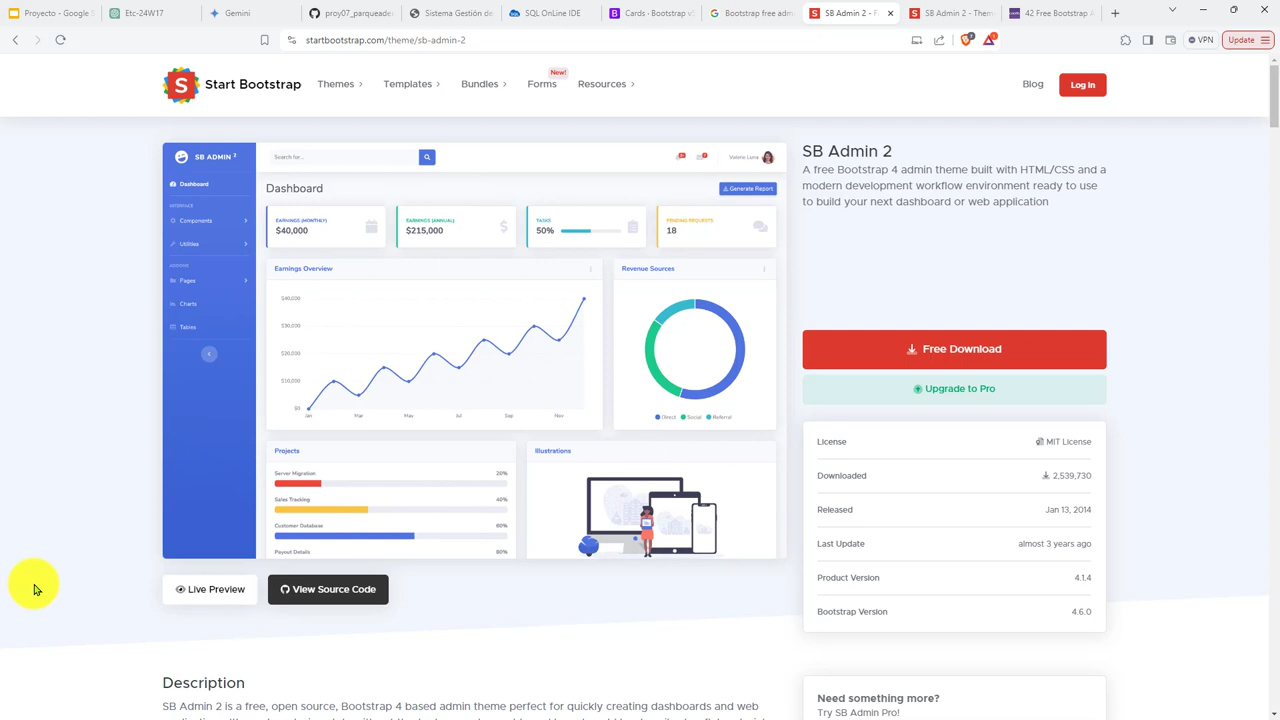 Proyecto - Google S
Etc-24W17
Gemini
proy07_parqueader
Sistema Gestión de
SQL OnLine IDE
Cards · Bootstrap v5
Bootstrap free adm
SB Admin 2 - F
SB Admin 2 - Them
42 Free Bootstrap A
startbootstrap.com/theme/sb-admin-2
VPN
Update
S Start Bootstrap
Themes
Templates
Bundles
New!
Forms
Resources
Blog
Log In
SB ADMIN 2
Search for...
Valerie Luna
Dashboard
INTERFACE
Components
Utilities
Pages
Charts
Tables
Dashboard
Generate Report
EARNINGS (MONTHLY)
$40,000
EARNINGS (ANNUAL)
$215,000
TASKS
50%
PENDING REQUESTS
18
Earnings Overview
$40,000
$30,000
$20,000
$10,000
$0
Jan Mar May Jul Sep Nov
Revenue Sources
Direct Social Referral
Projects
Server Migration 20%
Sales Tracking 40%
Customer Database 60%
Payout Details 80%
Illustrations
Live Preview
View Source Code
SB Admin 2
A free Bootstrap 4 admin theme built with HTML/CSS and a
modern development workflow environment ready to use
to build your next dashboard or web application
Free Download
Upgrade to Pro
License MIT License
Downloaded 2,539,730
Released Jan 13, 2014
Last Update almost 3 years ago
Product Version 4.1.4
Bootstrap Version 4.6.0
Description
SB Admin 2 is a free, open source, Bootstrap 4 based admin theme perfect for quickly creating dashboards and web
Need something more?
Try SB Admin Pro!